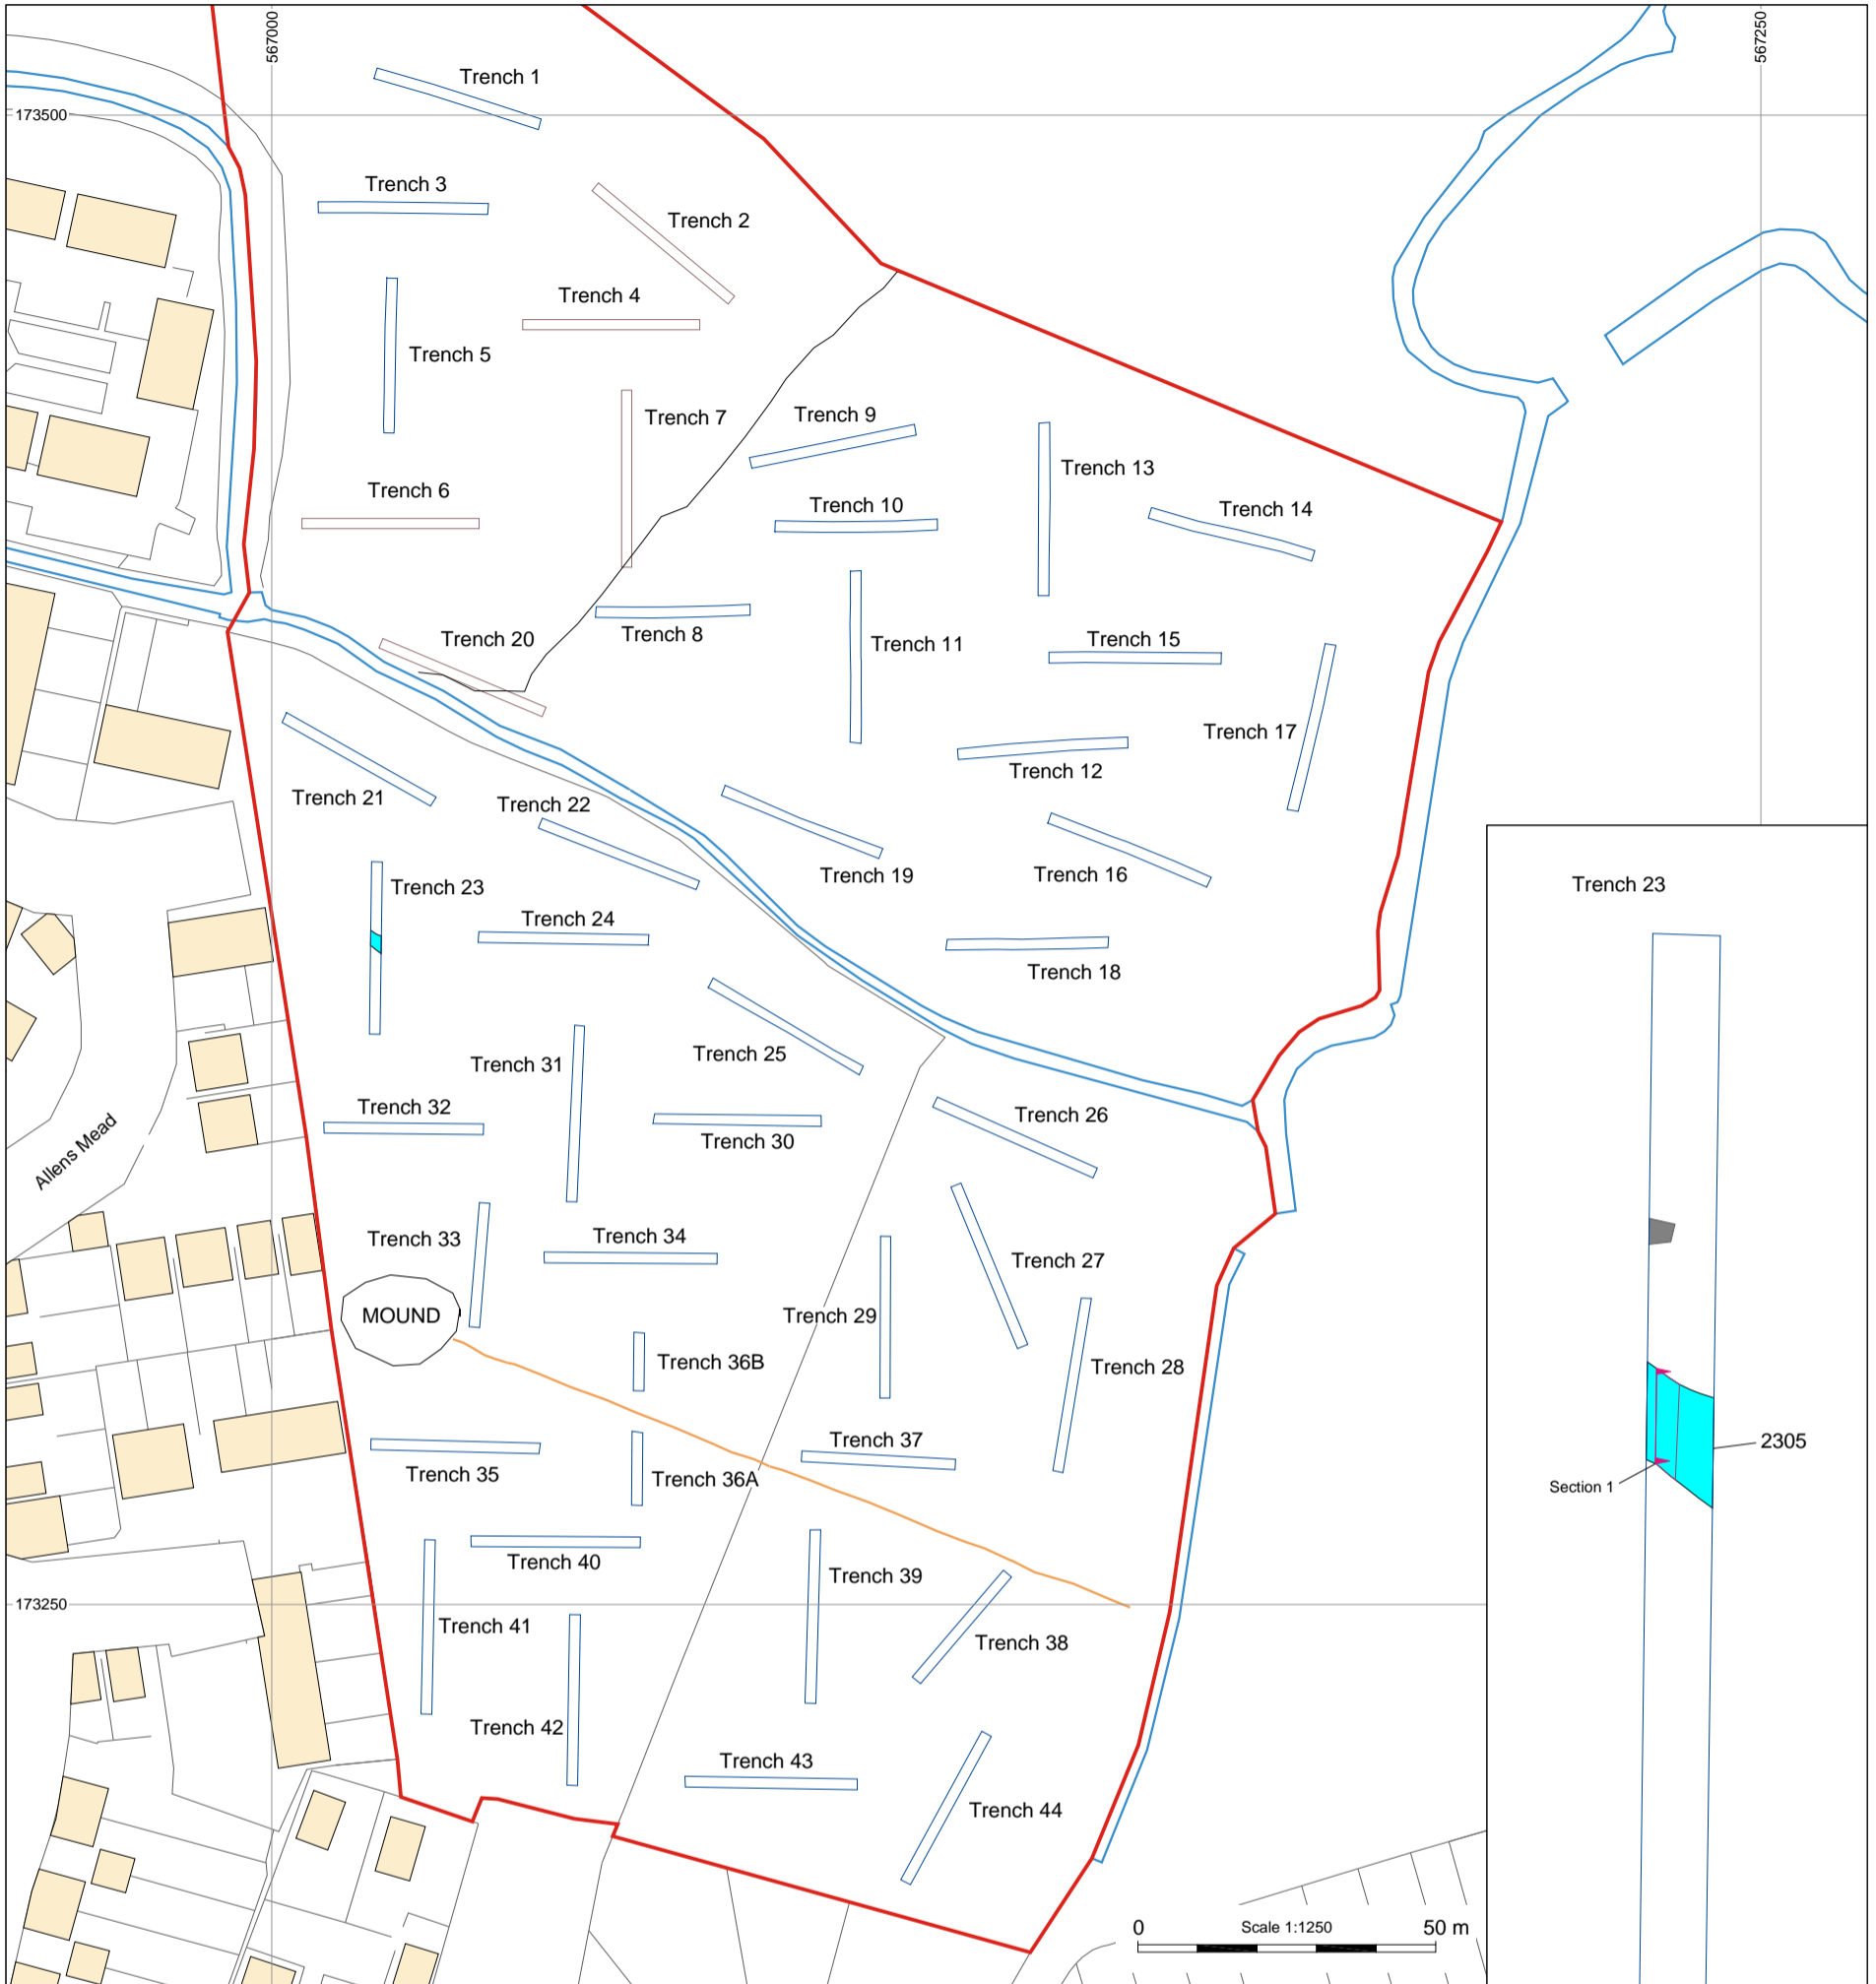 567000
567250
Trench 1
173500
Trench 3
Trench 2
Trench 4
Trench 5
Trench 7
Trench 9
Trench 13
Trench 6
Trench 10
Trench 14
Trench 20
Trench 8
Trench 11
Trench 15
Trench 17
Trench 12
Trench 21
Trench 22
Trench 19
Trench 16
Trench 23
Trench 23
Trench 24
Trench 18
Trench 31
Trench 25
Trench 32
Trench 26
Trench 30
Allens Mead
Trench 33
Trench 34
Trench 27
MOUND
Trench 29
Trench 36B
Trench 28
Trench 37
2305
Trench 35
Trench 36A
Section 1
Trench 40
Trench 39
173250
Trench 41
Trench 38
Trench 42
Trench 43
Trench 44
0
Scale 1:1250
50 m